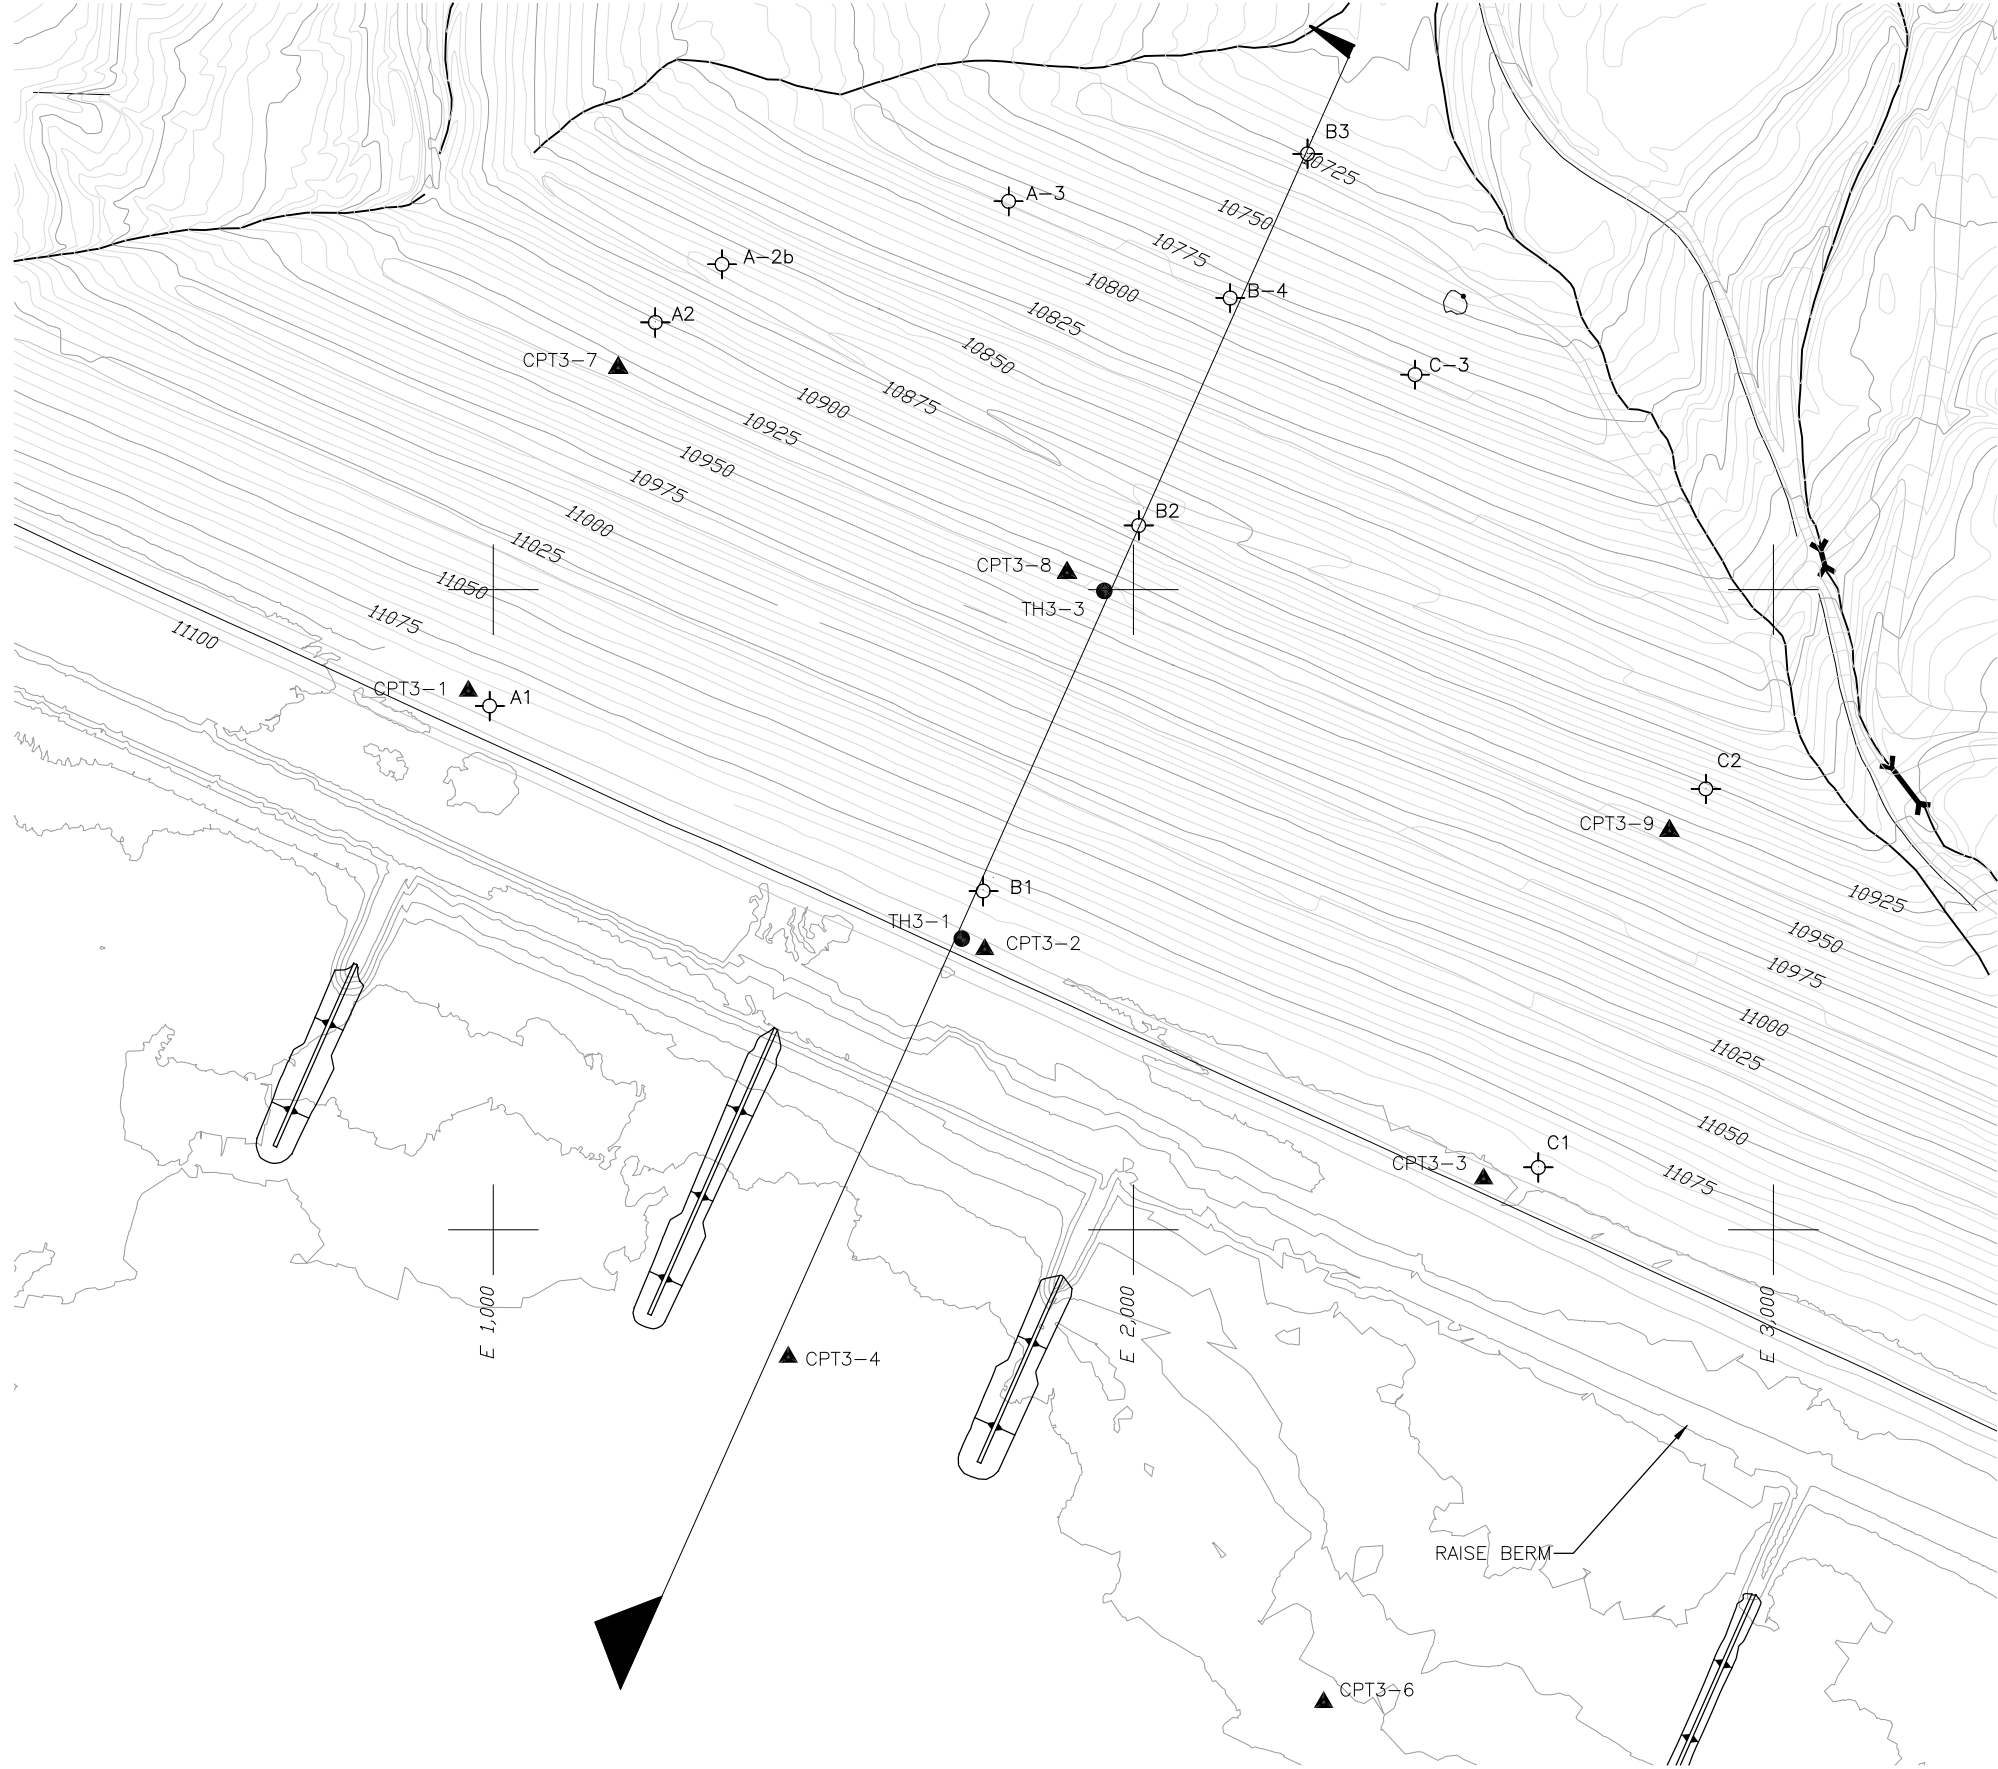 B3
10725
A-3
10750
10775
A-2b
10800
B-4
A2
10825
CPT3-7
10850
C-3
10875
10900
10925
10950
10975
11000
B2
11025
CPT3-8
11050
TH3-3
11075
11100
CPT3-1
A1
C2
CPT3-9
B1
10925
TH3-1
CPT3-2
10950
10975
11000
11025
11050
C1
CPT3-3
11075
E 1,000
E 2,000
E 3,000
CPT3-4
RAISE BERM
CPT3-6